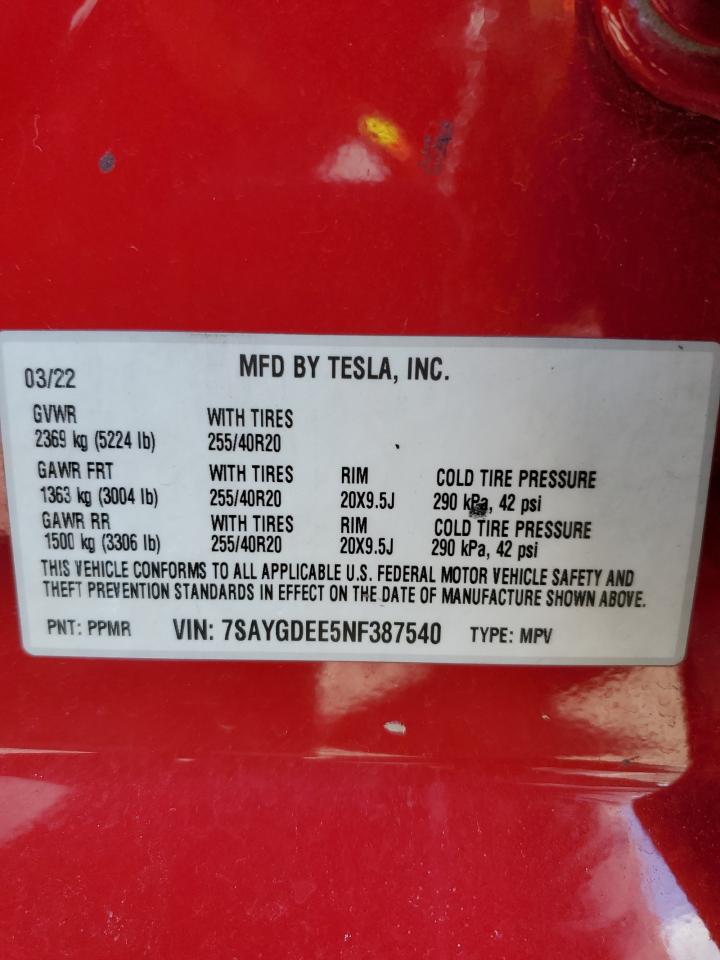 03/22 MFD BY TESLA, INC.
GVWR WITH TIRES
2369 kg (5224 lb) 255/40R20
GAWR FRT WITH TIRES RIM COLD TIRE PRESSURE
1363 kg (3004 lb) 255/40R20 20X9.5J 290 kPa, 42 psi
GAWR RR WITH TIRES RIM COLD TIRE PRESSURE
1500 kg (3306 lb) 255/40R20 20X9.5J 290 kPa, 42 psi
THIS VEHICLE CONFORMS TO ALL APPLICABLE U.S. FEDERAL MOTOR VEHICLE SAFETY AND
THEFT PREVENTION STANDARDS IN EFFECT ON THE DATE OF MANUFACTURE SHOWN ABOVE.
PNT: PPMR VIN: 7SAYGDEE5NF387540 TYPE: MPV